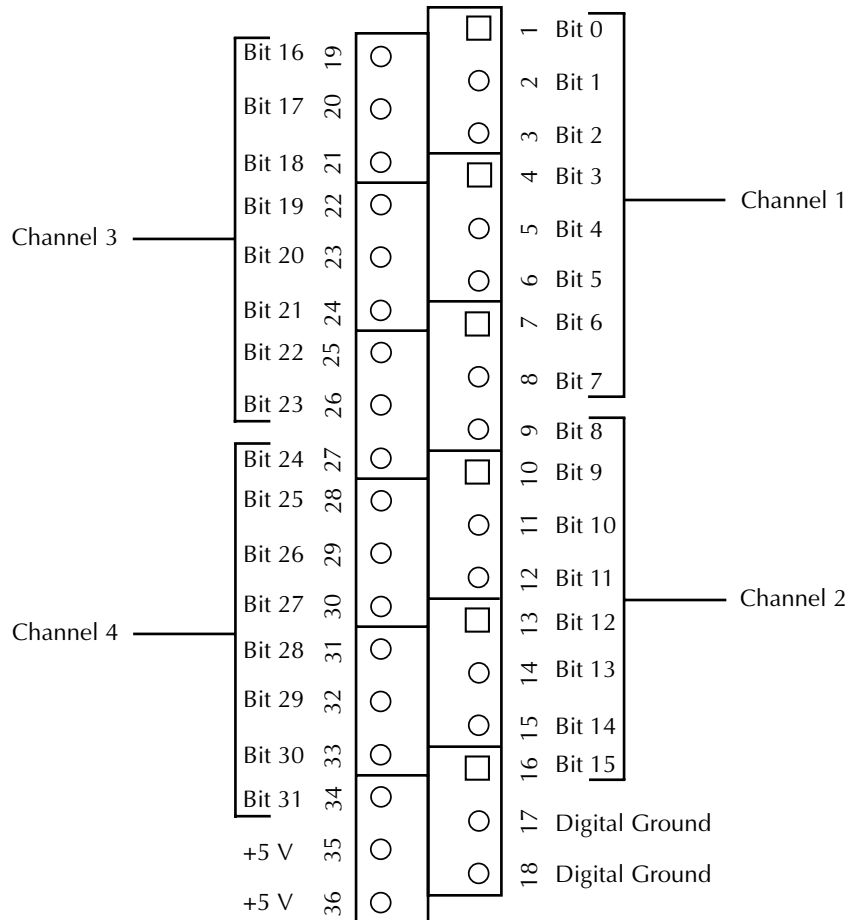 1 Bit 0
2 Bit 1
3 Bit 2
4 Bit 3
5 Bit 4
6 Bit 5
7 Bit 6
8 Bit 7
Channel 1
9 Bit 8
10 Bit 9
11 Bit 10
12 Bit 11
13 Bit 12
14 Bit 13
15 Bit 14
16 Bit 15
Channel 2
17 Digital Ground
18 Digital Ground
Bit 16 19
Bit 17 20
Bit 18 21
Bit 19 22
Bit 20 23
Bit 21 24
Bit 22 25
Bit 23 26
Channel 3
Bit 24 27
Bit 25 28
Bit 26 29
Bit 27 30
Bit 28 31
Bit 29 32
Bit 30 33
Bit 31 34
Channel 4
+5 V 35
+5 V 36